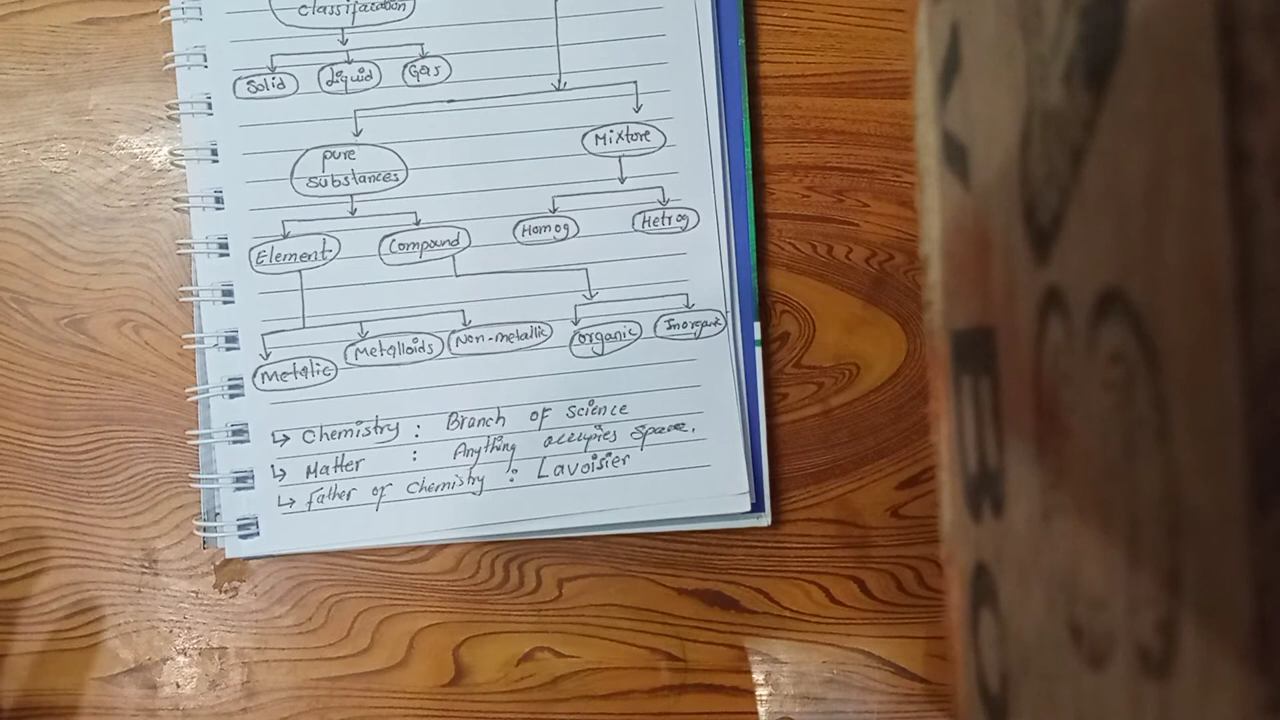 classification
Solid Liquid Gas
Mixtore
pure
substances
Homog Hetrog
Element Compound
Metallic Metalloids Non-metallic organic Inorganic
↳ Chemistry : Branch of science
↳ Matter : Anything occupies space.
↳ father of chemistry : Lavoisier